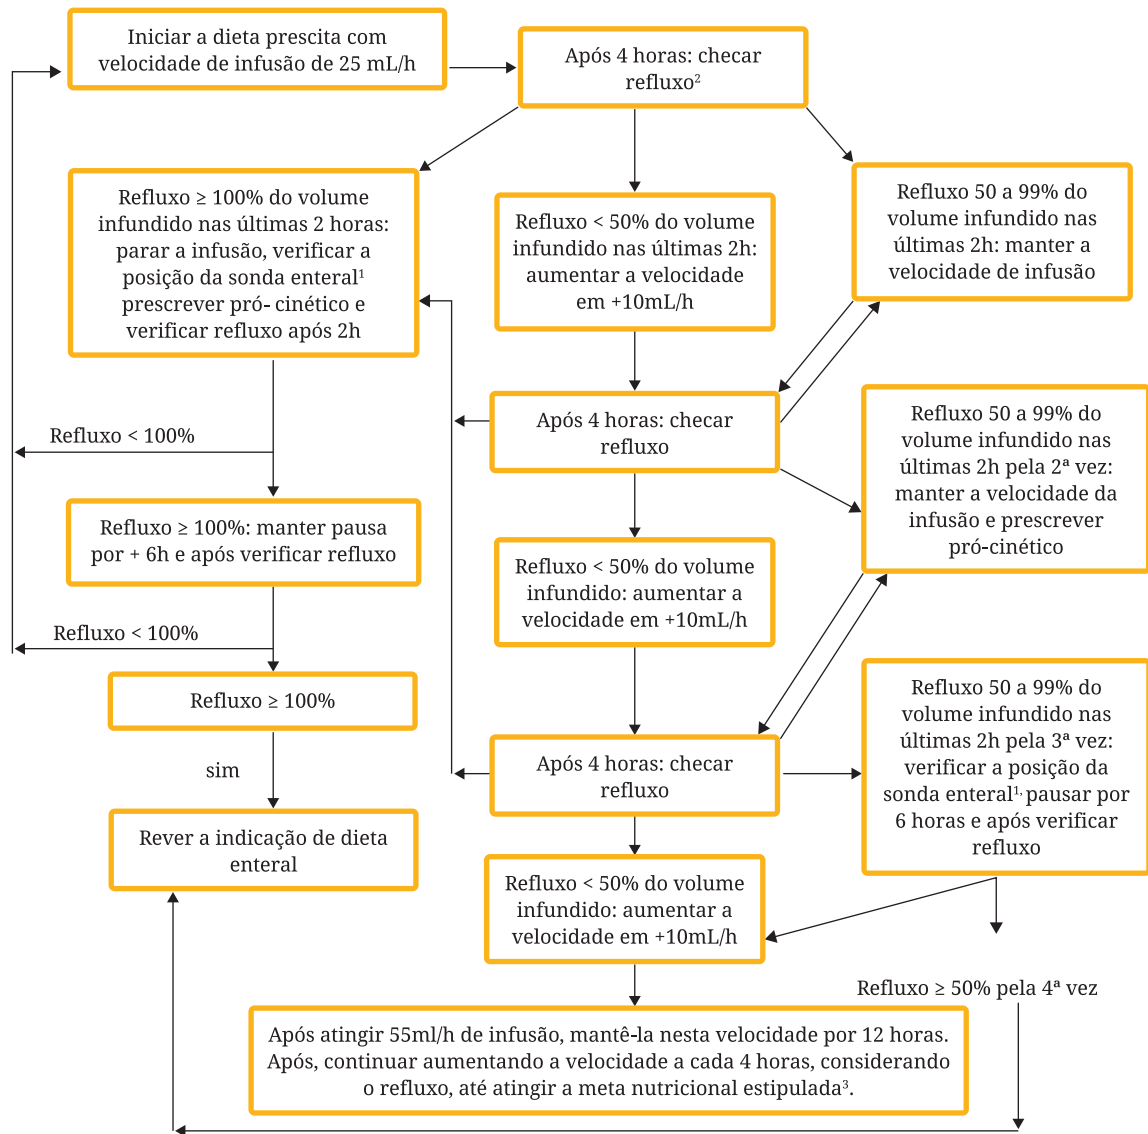 Iniciar a dieta prescita com
velocidade de infusão de 25 mL/h
Após 4 horas: checar
refluxo²
Refluxo ≥ 100% do volume
infundido nas últimas 2 horas:
parar a infusão, verificar a
posição da sonda enteral¹
prescrever pró- cinético e
verificar refluxo após 2h
Refluxo < 50% do volume
infundido nas últimas 2h:
aumentar a velocidade
em +10mL/h
Refluxo 50 a 99% do
volume infundido nas
últimas 2h: manter a
velocidade de infusão
Após 4 horas: checar
refluxo
Refluxo 50 a 99% do
volume infundido nas
últimas 2h pela 2ª vez:
manter a velocidade da
infusão e prescrever
pró-cinético
Refluxo < 100%
Refluxo ≥ 100%: manter pausa
por + 6h e após verificar refluxo
Refluxo < 50% do volume
infundido: aumentar a
velocidade em +10mL/h
Refluxo < 100%
Refluxo ≥ 100%
Refluxo 50 a 99% do
volume infundido nas
últimas 2h pela 3ª vez:
verificar a posição da
sonda enteral¹, pausar por
6 horas e após verificar
refluxo
Após 4 horas: checar
refluxo
sim
Rever a indicação de dieta
enteral
Refluxo < 50% do volume
infundido: aumentar a
velocidade em +10mL/h
Refluxo ≥ 50% pela 4ª vez
Após atingir 55ml/h de infusão, mantê-la nesta velocidade por 12 horas.
Após, continuar aumentando a velocidade a cada 4 horas, considerando
o refluxo, até atingir a meta nutricional estipulada³.